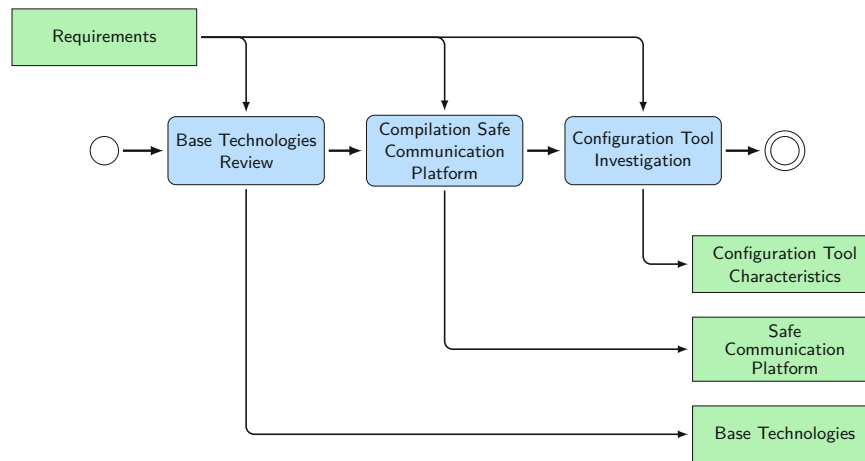 Requirements
Base Technologies
Review
Compilation Safe
Communication
Platform
Configuration Tool
Investigation
Configuration Tool
Characteristics
Safe
Communication
Platform
Base Technologies